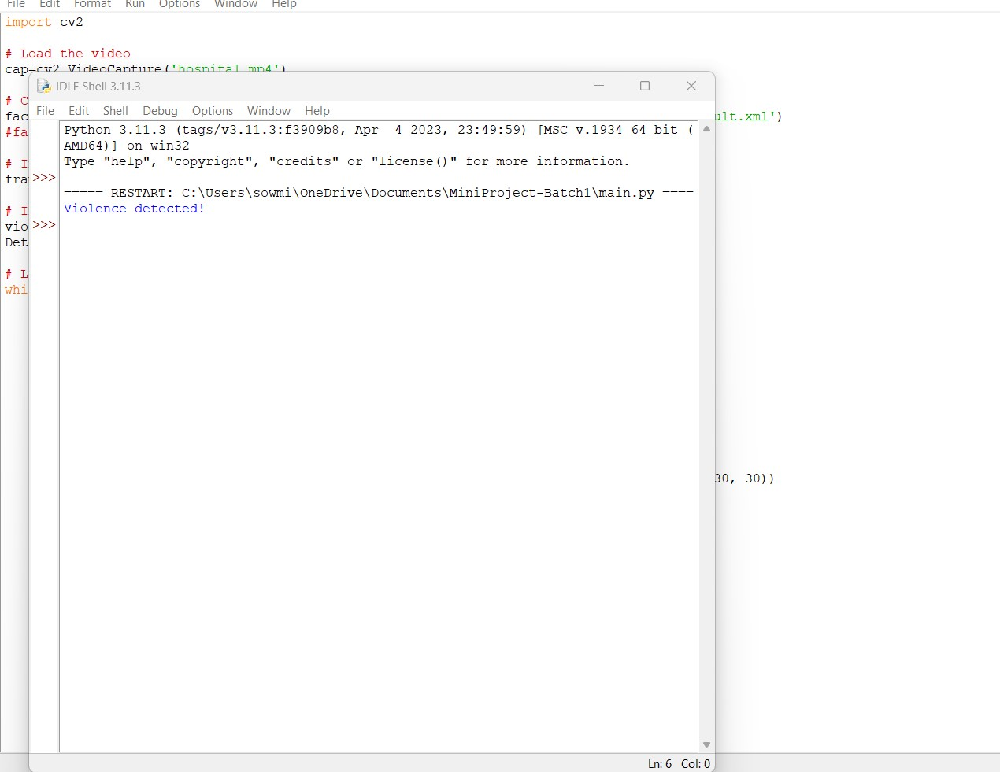 File Edit Format Run Options Window Help
import cv2
# Load the video
cap=cv2.VideoCapture('hospital.mp4')
# C
fac
ult.xml')
#fa
# I
fra
# I
vio
Det
# L
whi
30, 30))
IDLE Shell 3.11.3
File Edit Shell Debug Options Window Help
Python 3.11.3 (tags/v3.11.3:f3909b8, Apr  4 2023, 23:49:59) [MSC v.1934 64 bit (
AMD64)] on win32
Type "help", "copyright", "credits" or "license()" for more information.
>>>
===== RESTART: C:\Users\sowmi\OneDrive\Documents\MiniProject-Batch1\main.py ====
Violence detected!
>>>
Ln: 6 Col: 0